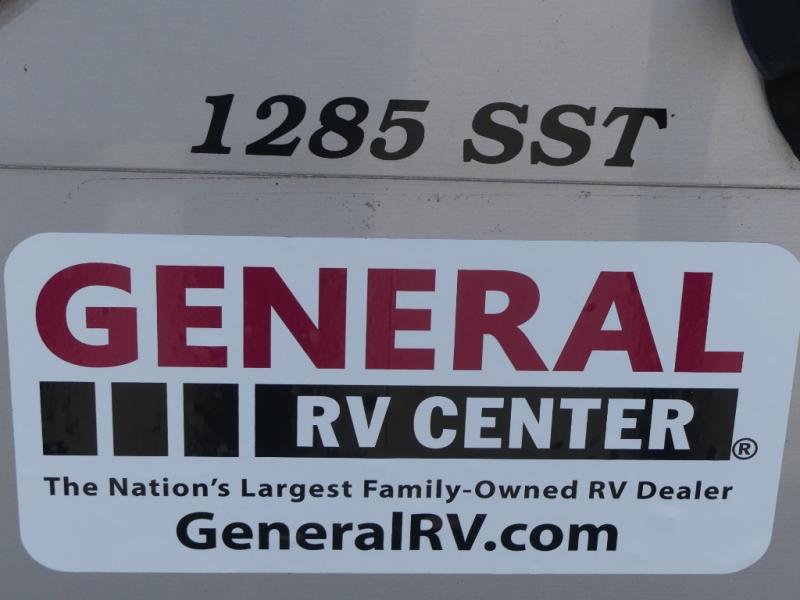 1285 SST
GENERAL
RV CENTER®
The Nation's Largest Family-Owned RV Dealer
GeneralRV.com